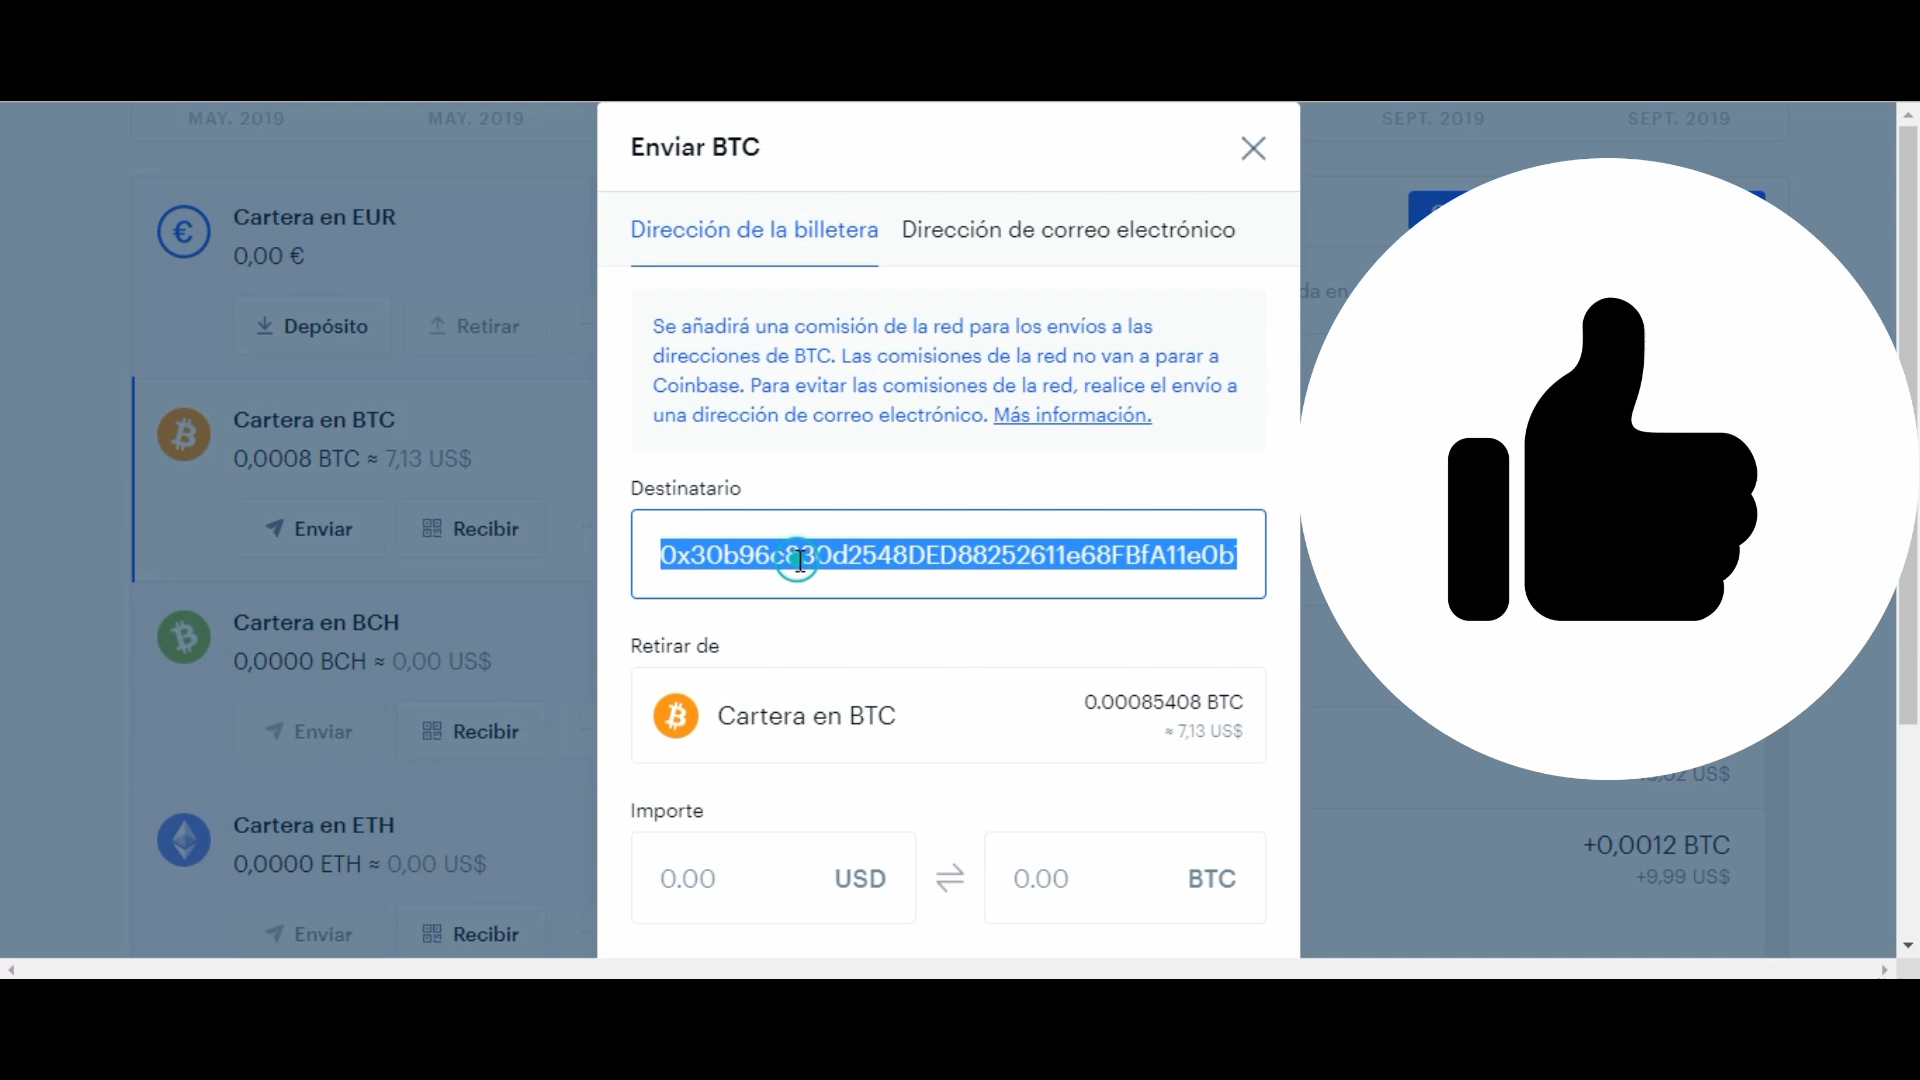 MAY. 2019
MAY. 2019
SEPT. 2019
SEPT. 2019
Enviar BTC
Dirección de la billetera
Dirección de correo electrónico
Se añadirá una comisión de la red para los envíos a las
direcciones de BTC. Las comisiones de la red no van a parar a
Coinbase. Para evitar las comisiones de la red, realice el envío a
una dirección de correo electrónico. Más información.
Destinatario
0x30b96c830d2548DED88252611e68FBfA11e0b
Retirar de
Cartera en BTC
0.00085408 BTC
≈ 7,13 US$
Importe
0.00 USD
0.00 BTC
Cartera en EUR
0,00 €
Depósito
Retirar
Cartera en BTC
0,0008 BTC ≈ 7,13 US$
Enviar
Recibir
Cartera en BCH
0,0000 BCH ≈ 0,00 US$
Enviar
Recibir
Cartera en ETH
0,0000 ETH ≈ 0,00 US$
Enviar
Recibir
en
US$
+0,0012 BTC
+9,99 US$